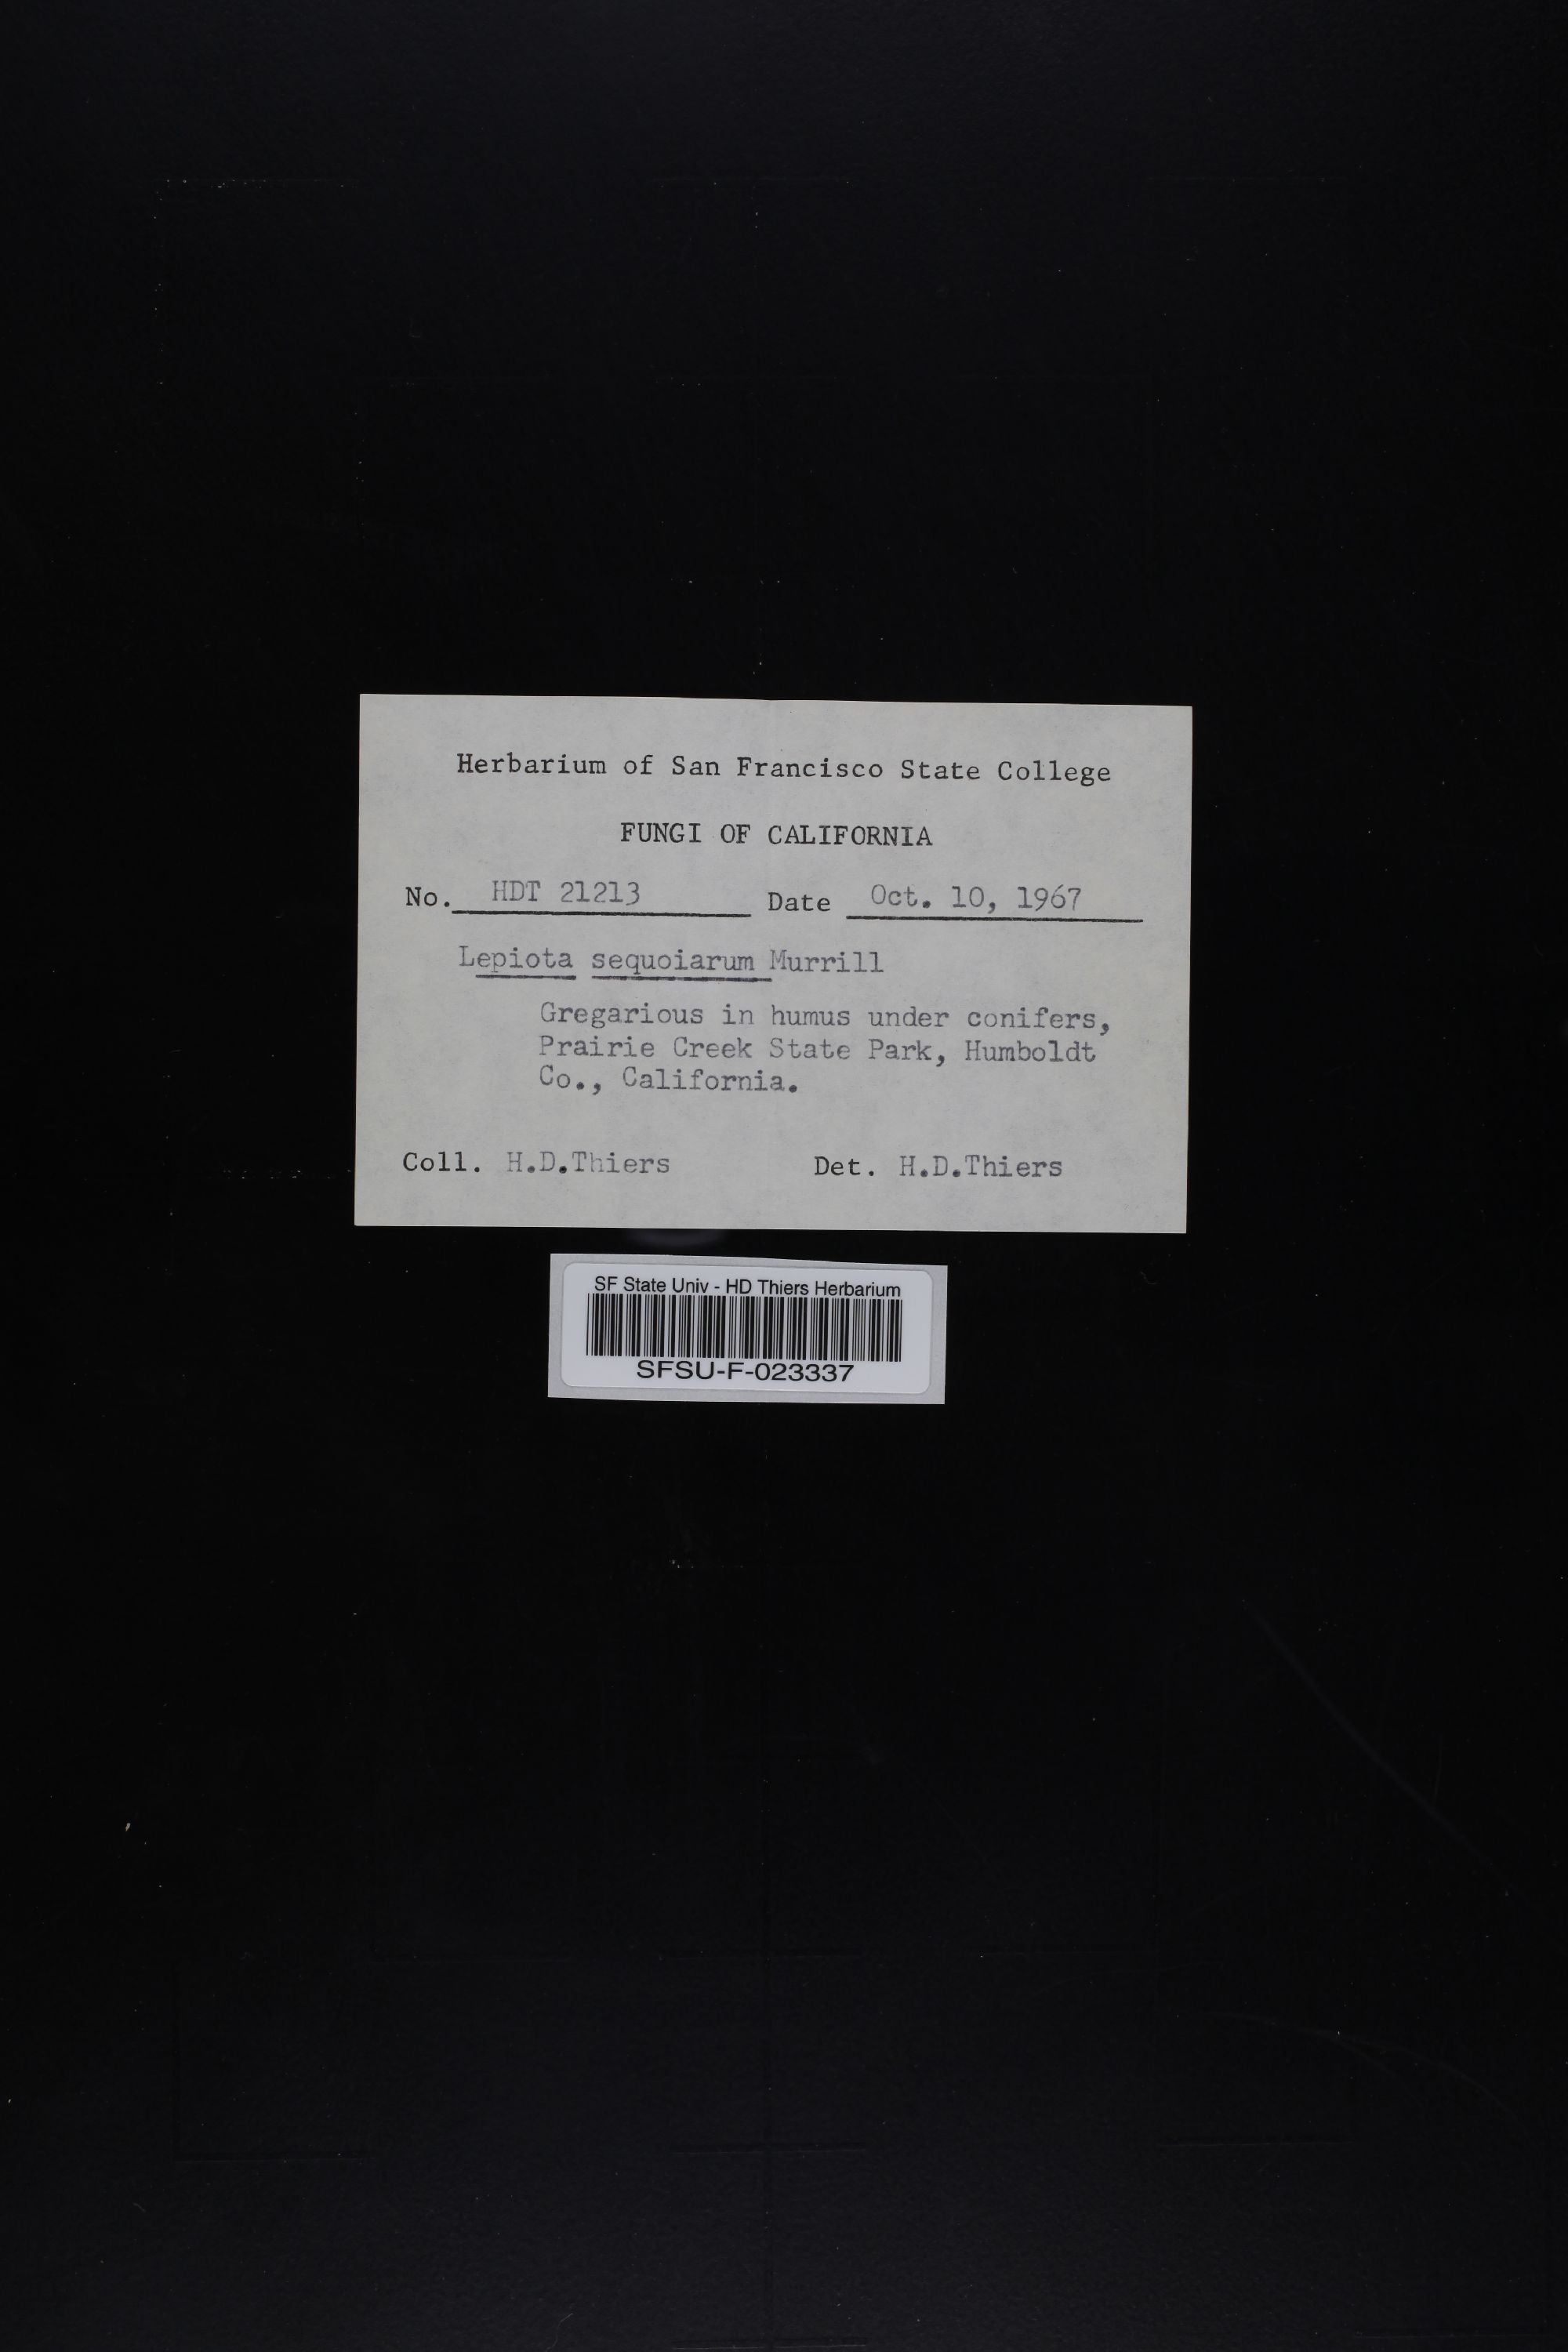 Herbarium of San Francisco State College
FUNGI OF CALIFORNIA
No. HDT 21213 Date Oct. 10, 1967
Lepiota sequoiarum Murrill
Gregarious in humus under conifers,
Prairie Creek State Park, Humboldt
Co., California.
Coll. H.D.Thiers Det. H.D.Thiers
SF State Univ - HD Thiers Herbarium
SFSU-F-023337